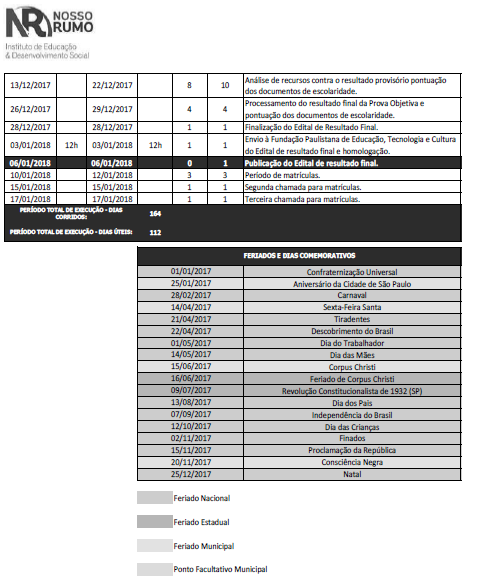 NR NOSSO
RUMO
Instituto de Educação
& Desenvolvimento Social
13/12/2017 22/12/2017 8 10 Análise de recursos contra o resultado provisório pontuação
dos documentos de escolaridade.
26/12/2017 29/12/2017 4 4 Processamento do resultado final da Prova Objetiva e
pontuação dos documentos de escolaridade.
28/12/2017 28/12/2017 1 1 Finalização do Edital de Resultado Final.
03/01/2018 12h 03/01/2018 12h 1 1 Envio à Fundação Paulistana de Educação, Tecnologia e Cultura
do Edital de resultado final e homologação.
06/01/2018 06/01/2018 0 1 Publicação do Edital de resultado final.
10/01/2018 12/01/2018 3 3 Período de matrículas.
15/01/2018 15/01/2018 1 1 Segunda chamada para matrículas.
17/01/2018 17/01/2018 1 1 Terceira chamada para matrículas.
PERÍODO TOTAL DE EXECUÇÃO - DIAS
CORRIDOS: 164
PERÍODO TOTAL DE EXECUÇÃO - DIAS ÚTEIS: 112
FERIADOS E DIAS COMEMORATIVOS
01/01/2017 Confraternização Universal
25/01/2017 Aniversário da Cidade de São Paulo
28/02/2017 Carnaval
14/04/2017 Sexta-Feira Santa
21/04/2017 Tiradentes
22/04/2017 Descobrimento do Brasil
01/05/2017 Dia do Trabalhador
14/05/2017 Dia das Mães
15/06/2017 Corpus Christi
16/06/2017 Feriado de Corpus Christi
09/07/2017 Revolução Constitucionalista de 1932 (SP)
13/08/2017 Dia dos Pais
07/09/2017 Independência do Brasil
12/10/2017 Dia das Crianças
02/11/2017 Finados
15/11/2017 Proclamação da República
20/11/2017 Consciência Negra
25/12/2017 Natal
Feriado Nacional
Feriado Estadual
Feriado Municipal
Ponto Facultativo Municipal